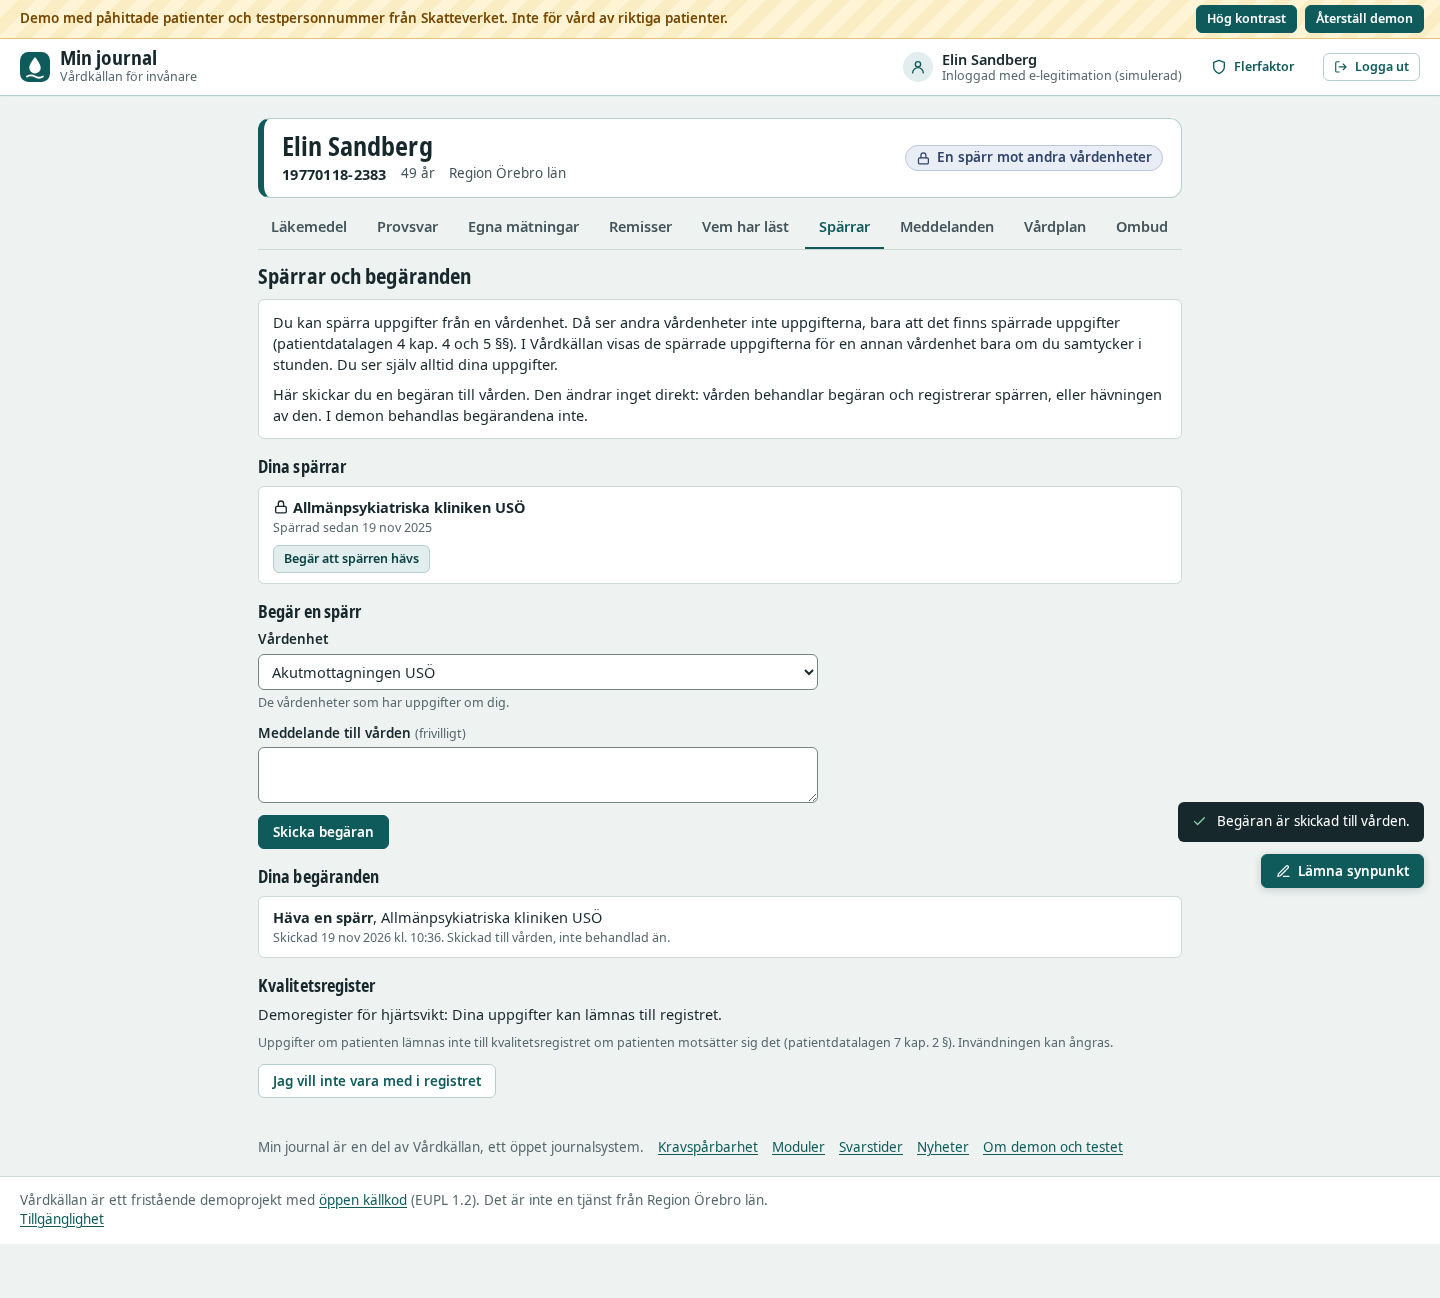 Demo med påhittade patienter och testpersonnummer från Skatteverket. Inte för vård av riktiga patienter.
Hög kontrast
Återställ demon
Min journal
Vårdkällan för invånare
Elin Sandberg
Inloggad med e-legitimation (simulerad)
Flerfaktor
Logga ut
Elin Sandberg
19770118-2383 49 år Region Örebro län
En spärr mot andra vårdenheter
Läkemedel Provsvar Egna mätningar Remisser Vem har läst Spärrar Meddelanden Vårdplan Ombud
Spärrar och begäranden
Du kan spärra uppgifter från en vårdenhet. Då ser andra vårdenheter inte uppgifterna, bara att det finns spärrade uppgifter
(patientdatalagen 4 kap. 4 och 5 §§). I Vårdkällan visas de spärrade uppgifterna för en annan vårdenhet bara om du samtycker i
stunden. Du ser själv alltid dina uppgifter.
Här skickar du en begäran till vården. Den ändrar inget direkt: vården behandlar begäran och registrerar spärren, eller hävningen
av den. I demon behandlas begärandena inte.
Dina spärrar
Allmänpsykiatriska kliniken USÖ
Spärrad sedan 19 nov 2025
Begär att spärren hävs
Begär en spärr
Vårdenhet
Akutmottagningen USÖ
De vårdenheter som har uppgifter om dig.
Meddelande till vården (frivilligt)
Skicka begäran
Begäran är skickad till vården.
Lämna synpunkt
Dina begäranden
Häva en spärr, Allmänpsykiatriska kliniken USÖ
Skickad 19 nov 2026 kl. 10:36. Skickad till vården, inte behandlad än.
Kvalitetsregister
Demoregister för hjärtsvikt: Dina uppgifter kan lämnas till registret.
Uppgifter om patienten lämnas inte till kvalitetsregistret om patienten motsätter sig det (patientdatalagen 7 kap. 2 §). Invändningen kan ångras.
Jag vill inte vara med i registret
Min journal är en del av Vårdkällan, ett öppet journalsystem. Kravspårbarhet Moduler Svarstider Nyheter Om demon och testet
Vårdkällan är ett fristående demoprojekt med öppen källkod (EUPL 1.2). Det är inte en tjänst från Region Örebro län.
Tillgänglighet